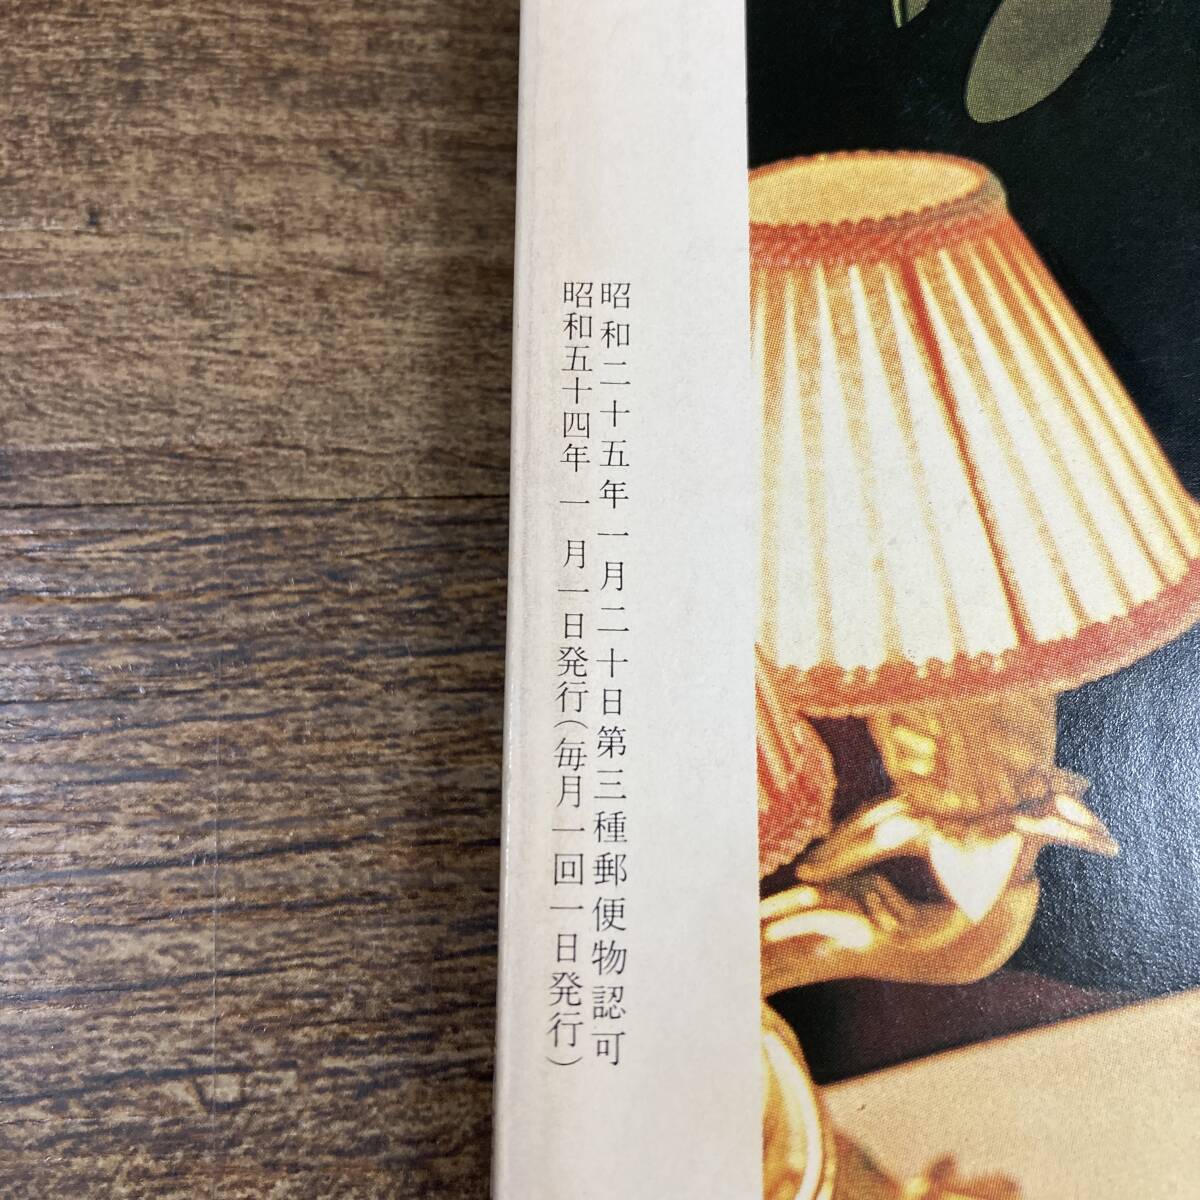 昭和二十五年一月二十日第三種郵便物認可
昭和五十四年一月一日発行(毎月一回一日発行)